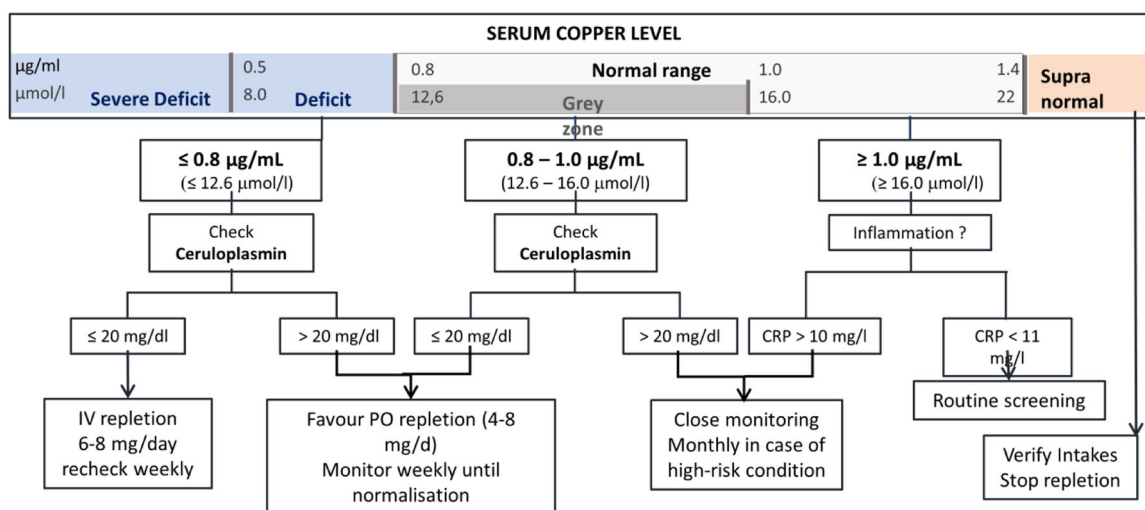 SERUM COPPER LEVEL
µg/ml
0.5
0.8
Normal range
1.0
1.4
Supra
normal
µmol/l
Severe Deficit
8.0
Deficit
12,6
Grey
zone
16.0
22
≤ 0.8 µg/mL
(≤ 12.6 µmol/l)
0.8 – 1.0 µg/mL
(12.6 – 16.0 µmol/l)
≥ 1.0 µg/mL
(≥ 16.0 µmol/l)
Check
Ceruloplasmin
Check
Ceruloplasmin
Inflammation ?
≤ 20 mg/dl
> 20 mg/dl
≤ 20 mg/dl
> 20 mg/dl
CRP > 10 mg/l
CRP < 11
mg/l
IV repletion
6-8 mg/day
recheck weekly
Favour PO repletion (4-8
mg/d)
Monitor weekly until
normalisation
Close monitoring
Monthly in case of
high-risk condition
Routine screening
Verify Intakes
Stop repletion